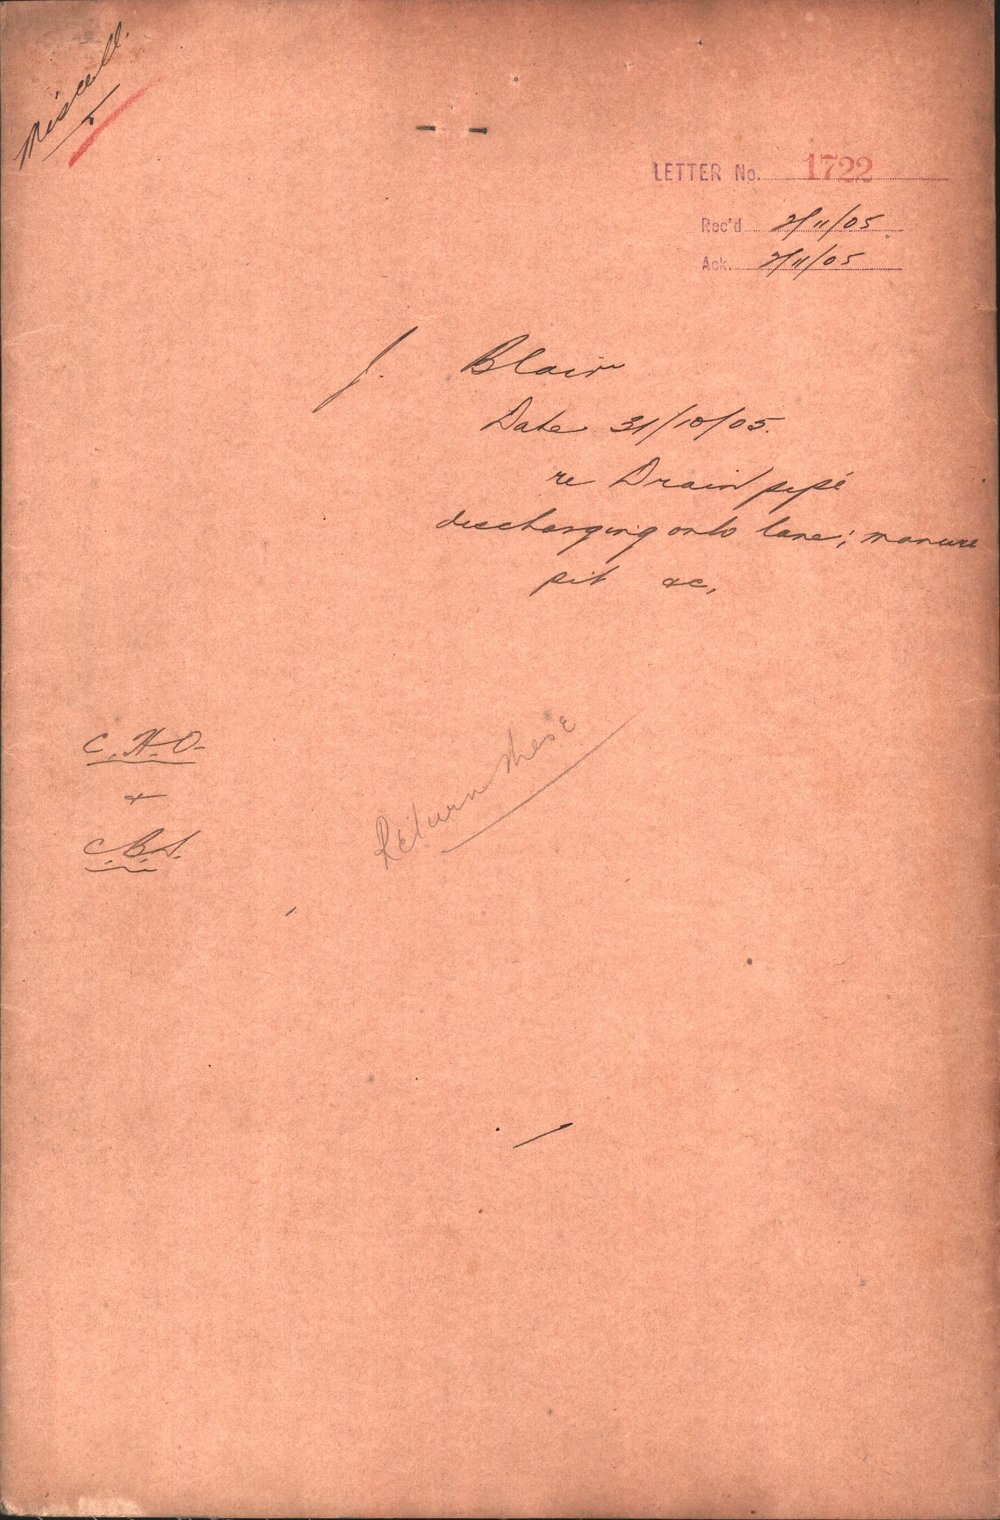 Miscell.
LETTER No. 1722
Rec'd 2/11/05
Ack. 2/11/05
J. Blair
Date 31/10/05.
re Drain pipe
discharging onto lane; manure
pit &c,
C.H.O.
+
C.B.S.
Return these